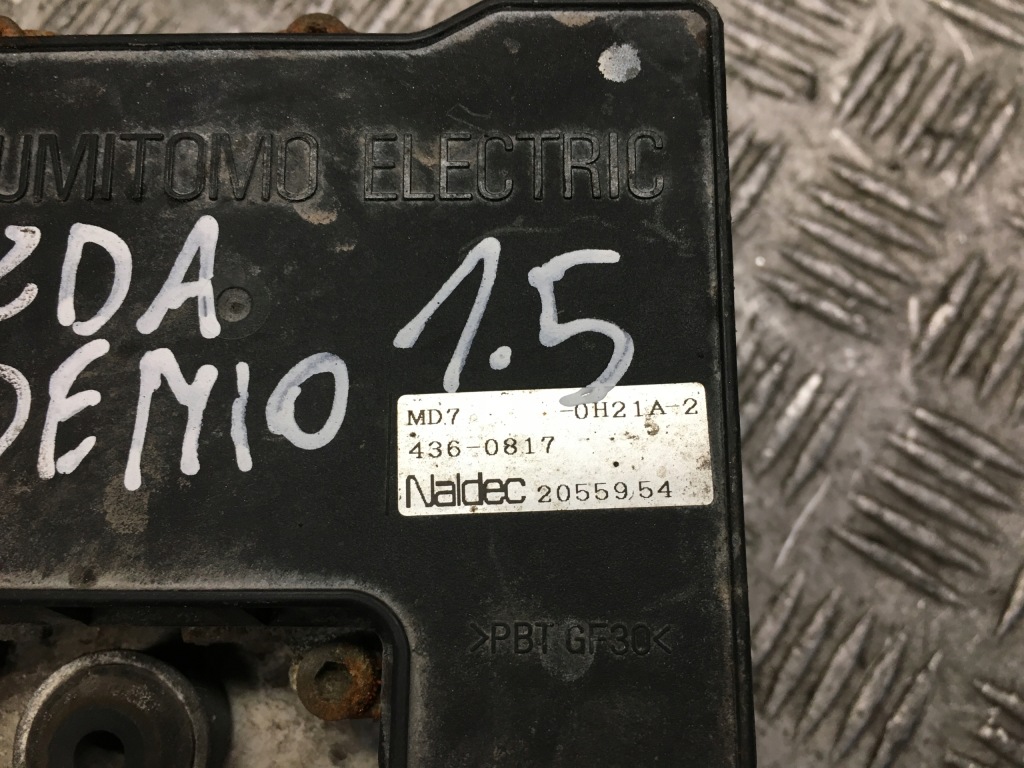 UMITOMO ELECTRIC
ZDA
DEMIO
1.5
MD7 -0H21A-2
436-0817
Naldec 2055954
>PBT GF30<